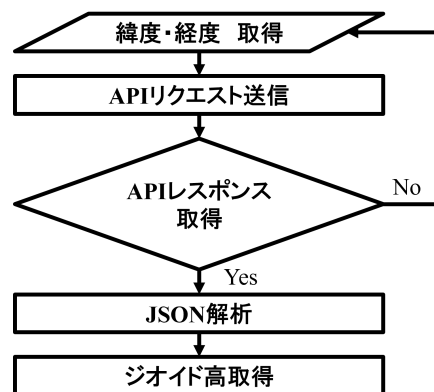 緯度・経度　取得
APIリクエスト送信
APIレスポンス
取得
No
Yes
JSON解析
ジオイド高取得